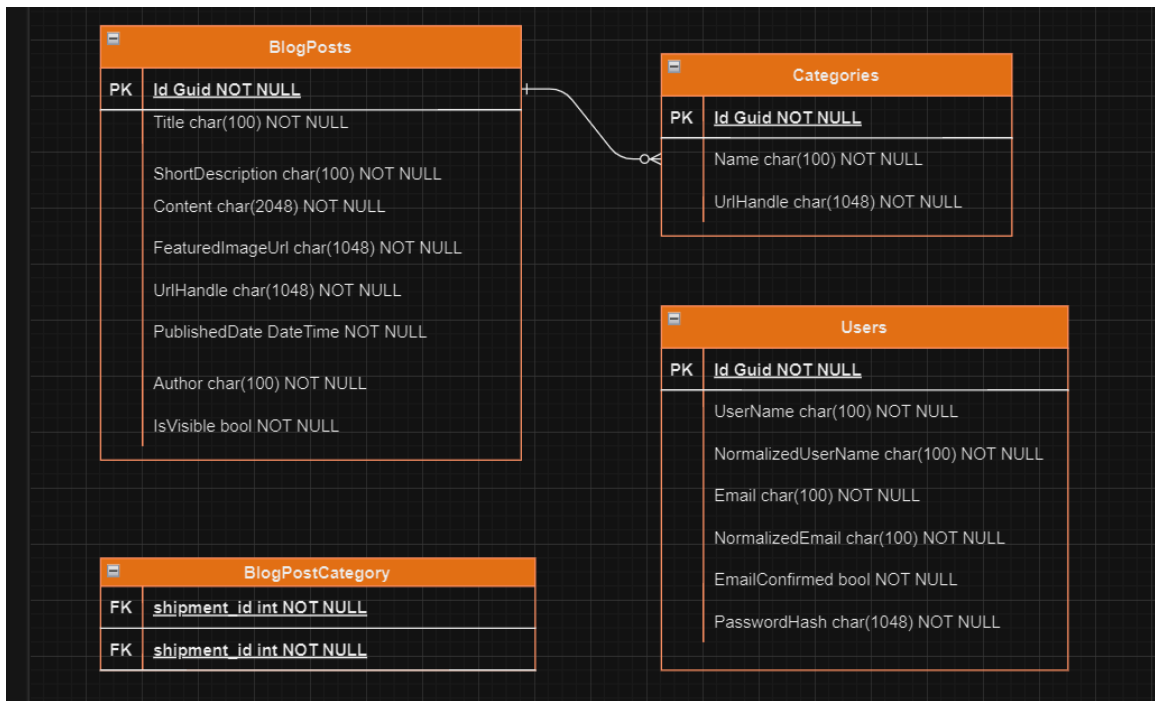 BlogPosts
PK Id Guid NOT NULL
Title char(100) NOT NULL
ShortDescription char(100) NOT NULL
Content char(2048) NOT NULL
FeaturedImageUrl char(1048) NOT NULL
UrlHandle char(1048) NOT NULL
PublishedDate DateTime NOT NULL
Author char(100) NOT NULL
IsVisible bool NOT NULL
Categories
PK Id Guid NOT NULL
Name char(100) NOT NULL
UrlHandle char(1048) NOT NULL
Users
PK Id Guid NOT NULL
UserName char(100) NOT NULL
NormalizedUserName char(100) NOT NULL
Email char(100) NOT NULL
NormalizedEmail char(100) NOT NULL
EmailConfirmed bool NOT NULL
PasswordHash char(1048) NOT NULL
BlogPostCategory
FK shipment_id int NOT NULL
FK shipment_id int NOT NULL